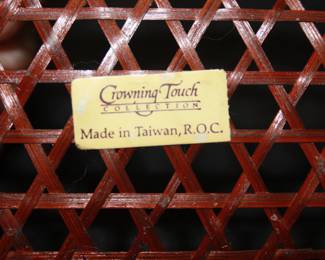 Crowning Touch
COLLECTION
Made in Taiwan, R.O.C.